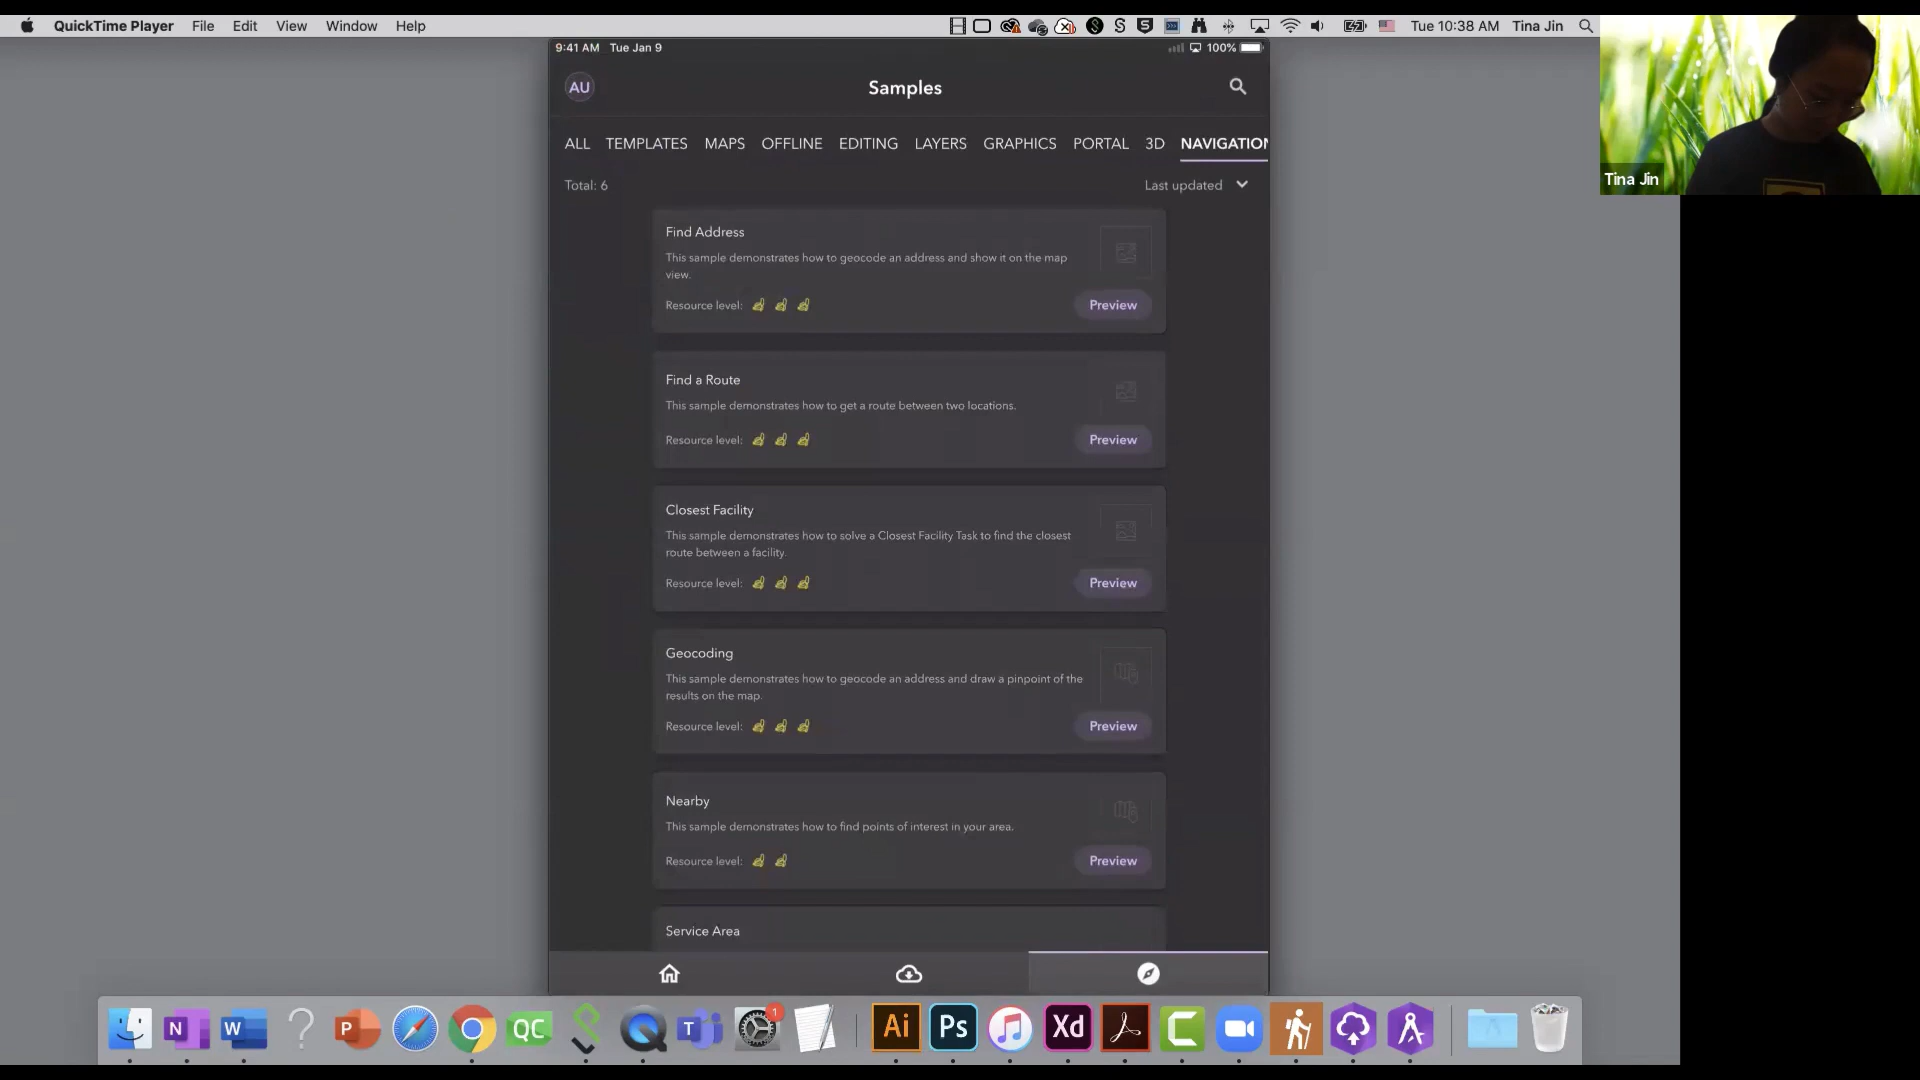 QuickTime Player File Edit View Window Help Tue 10:38 AM Tina Jin
9:41 AM Tue Jan 9 100%
AU Samples
ALL TEMPLATES MAPS OFFLINE EDITING LAYERS GRAPHICS PORTAL 3D NAVIGATION
Total: 6 Last updated
Tina Jin
Find Address
This sample demonstrates how to geocode an address and show it on the map
view.
Resource level: Preview
Find a Route
This sample demonstrates how to get a route between two locations.
Resource level: Preview
Closest Facility
This sample demonstrates how to solve a Closest Facility Task to find the closest
route between a facility.
Resource level: Preview
Geocoding
This sample demonstrates how to geocode an address and draw a pinpoint of the
results on the map.
Resource level: Preview
Nearby
This sample demonstrates how to find points of interest in your area.
Resource level: Preview
Service Area
N W ? P QC T 1 Ai Ps Xd C